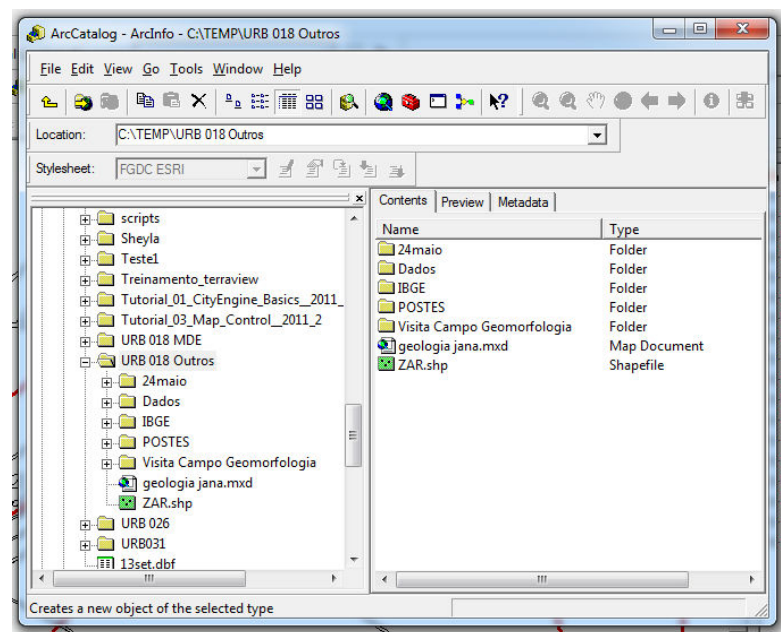 ArcCatalog - ArcInfo - C:\TEMP\URB 018 Outros
File Edit View Go Tools Window Help
Location: C:\TEMP\URB 018 Outros
Stylesheet: FGDC ESRI
scripts
Sheyla
Teste1
Treinamento_terraview
Tutorial_01_CityEngine_Basics__2011_
Tutorial_03_Map_Control__2011_2
URB 018 MDE
URB 018 Outros
24maio
Dados
IBGE
POSTES
Visita Campo Geomorfologia
geologia jana.mxd
ZAR.shp
URB 026
URB031
13set.dbf
Contents Preview Metadata
Name Type
24maio Folder
Dados Folder
IBGE Folder
POSTES Folder
Visita Campo Geomorfologia Folder
geologia jana.mxd Map Document
ZAR.shp Shapefile
Creates a new object of the selected type